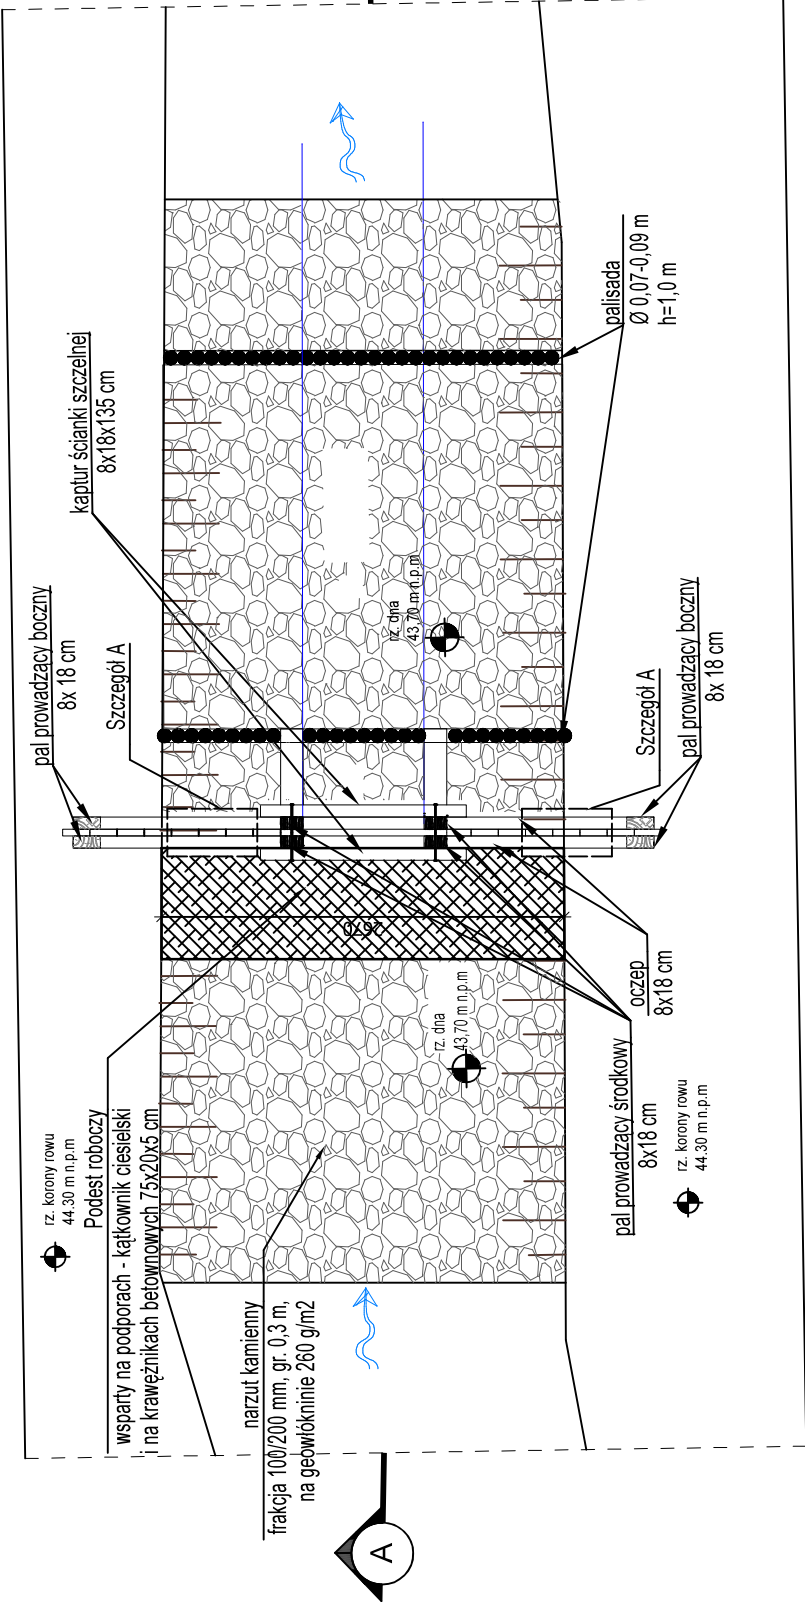 pal prowadzący boczny
8x 18 cm
Szczegół A
kaptur ścianki szczelnej
8x18x135 cm
rz. korony rowu
44.30 m n.p.m
Podest roboczy
wsparty na podporach - kątkownik ciesielski
i na krawężnikach betownowych 75x20x5 cm
narzut kamienny
frakcja 100/200 mm, gr. 0,3 m,
na geowłókninie 260 g/m2
A
2670
rz. dna
43,70 m n.p.m
rz. dna
43,70 m n.p.m
palisada
Ø 0,07-0,09 m
h=1,0 m
Szczegół A
pal prowadzący boczny
8x 18 cm
oczep
8x18 cm
pal prowadzący środkowy
8x18 cm
rz. korony rowu
44.30 m n.p.m